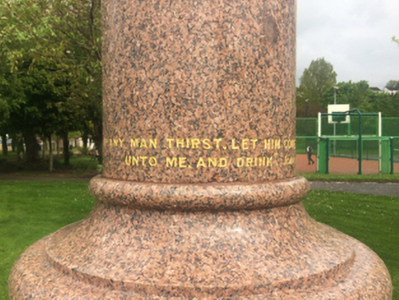 ANY MAN THIRST, LET HIM
UNTO ME, AND DRINK.